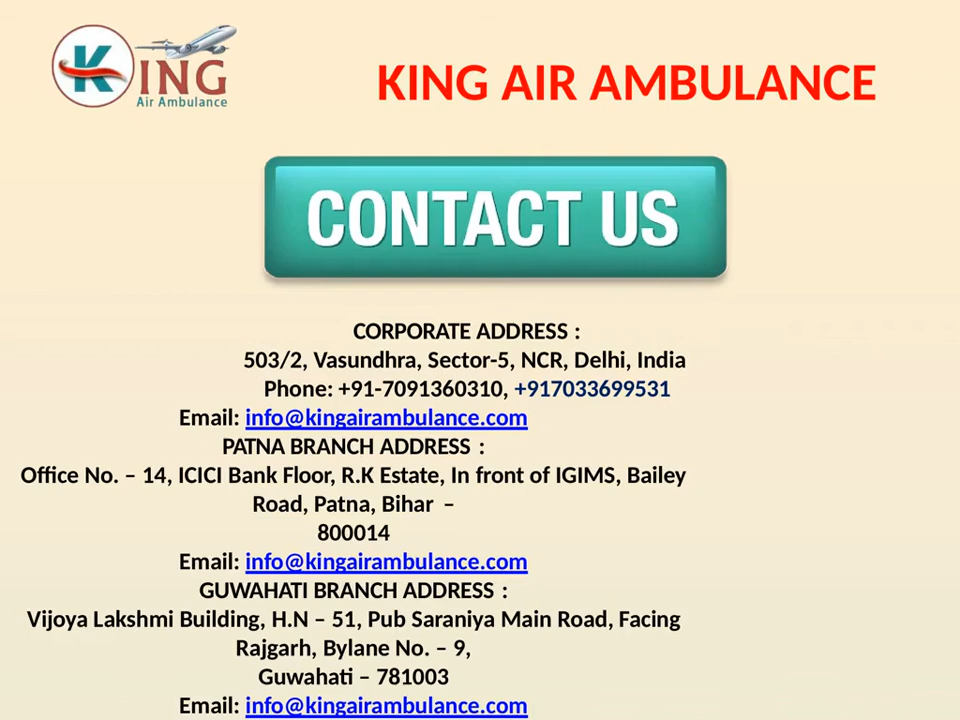 KING
Air Ambulance
KING AIR AMBULANCE
CONTACT US
CORPORATE ADDRESS :
503/2, Vasundhra, Sector-5, NCR, Delhi, India
Phone: +91-7091360310, +917033699531
Email: info@kingairambulance.com
PATNA BRANCH ADDRESS :
Office No. – 14, ICICI Bank Floor, R.K Estate, In front of IGIMS, Bailey
Road, Patna, Bihar –
800014
Email: info@kingairambulance.com
GUWAHATI BRANCH ADDRESS :
Vijoya Lakshmi Building, H.N – 51, Pub Saraniya Main Road, Facing
Rajgarh, Bylane No. – 9,
Guwahati – 781003
Email: info@kingairambulance.com